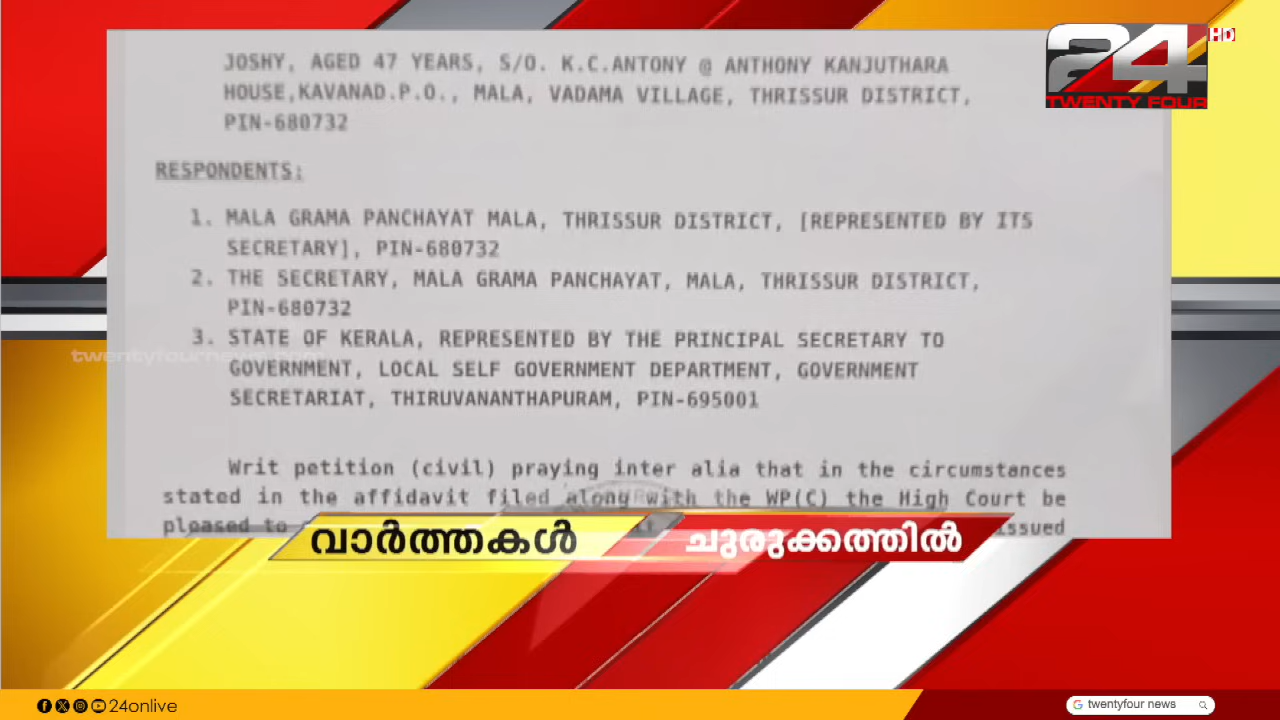 24
HD
TWENTY FOUR
JOSHY, AGED 47 YEARS, S/O. K.C.ANTONY @ ANTHONY KANJUTHARA
HOUSE,KAVANAD.P.O., MALA, VADAMA VILLAGE, THRISSUR DISTRICT,
PIN-680732
RESPONDENTS:
1. MALA GRAMA PANCHAYAT MALA, THRISSUR DISTRICT, [REPRESENTED BY ITS
SECRETARY], PIN-680732
2. THE SECRETARY, MALA GRAMA PANCHAYAT, MALA, THRISSUR DISTRICT,
PIN-680732
3. STATE OF KERALA, REPRESENTED BY THE PRINCIPAL SECRETARY TO
twentyfournews.com
GOVERNMENT, LOCAL SELF GOVERNMENT DEPARTMENT, GOVERNMENT
SECRETARIAT, THIRUVANANTHAPURAM, PIN-695001
Writ petition (civil) praying inter alia that in the circumstances
stated in the affidavit filed along with the WP(C) the High Court be
pleased to issued
വാർത്തകൾ ചുരുക്കത്തിൽ
24onlive
twentyfour news